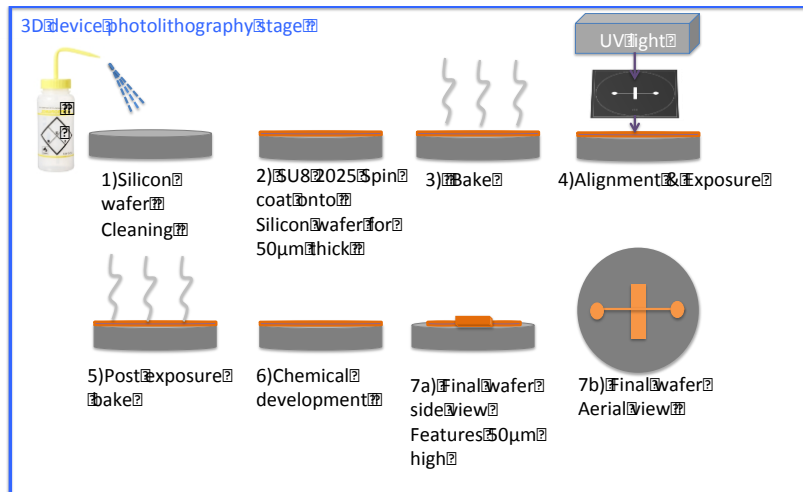 3D device photolithography stage
UV light
1)Silicon
wafer
Cleaning
2) SU8 2025 Spin
coat onto
Silicon wafer for
50µm thick
3) Bake
4)Alignment & Exposure
5)Post exposure
bake
6)Chemical
development
7a) Final wafer
side view
Features 50µm
high
7b) Final wafer
Aerial view